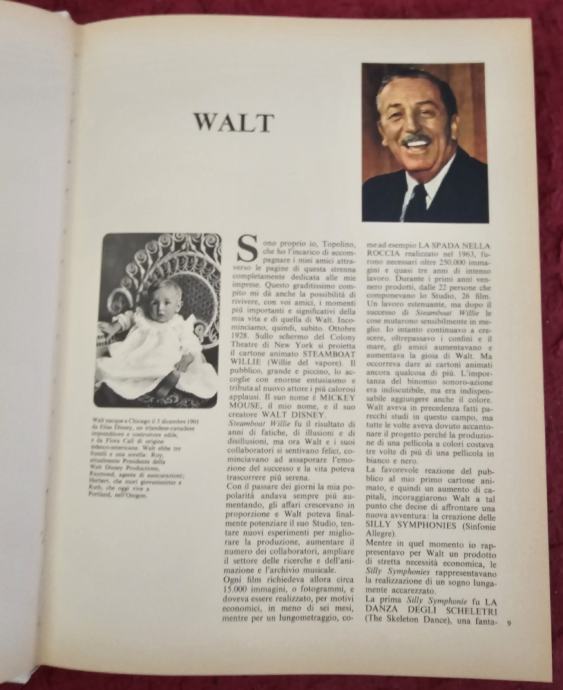 WALT
Sono proprio io, Topolino,
che ho l'incarico di accom-
pagnare i miei amici attra-
verso le pagine di questa strenna
completamente dedicata alle mie
imprese. Questo graditissimo com-
pito mi dà anche la possibilità di
rivivere, con voi amici, i momenti
più importanti e significativi della
mia vita e di quella di Walt. Inco-
minciamo, quindi, subito. Ottobre
1928. Sullo schermo del Colony
Theatre di New York si proietta
il cartone animato STEAMBOAT
WILLIE (Willie del vapore). Il
pubblico, grande e piccino, lo ac-
coglie con enorme entusiasmo e
tributa al nuovo attore i più calorosi
applausi. Il suo nome è MICKEY
MOUSE, il mio nome, e il suo
creatore WALT DISNEY.
Steamboat Willie fu il risultato di
anni di fatiche, di illusioni e di
disillusioni, ma ora Walt e i suoi
collaboratori si sentivano felici, co-
minciavano ad assaporare l'emo-
zione del successo e la vita poteva
trascorrere più serena.
Con il passare dei giorni la mia po-
polarità andava sempre più au-
mentando, gli affari crescevano in
proporzione e Walt poteva final-
mente potenziare il suo Studio, ten-
tare nuovi esperimenti per miglio-
rare la produzione, aumentare il
numero dei collaboratori, ampliare
il settore delle ricerche e dell'ani-
mazione e l'archivio musicale.
Ogni film richiedeva allora circa
15.000 immagini, o fotogrammi, e
doveva essere realizzato, per motivi
economici, in meno di sei mesi,
mentre per un lungometraggio, co-
me ad esempio LA SPADA NELLA
ROCCIA realizzato nel 1963, fu-
rono necessari oltre 250.000 imma-
gini e quasi tre anni di intenso
lavoro. Durante i primi anni ven-
nero prodotti, dalle 22 persone che
componevano lo Studio, 26 film.
Un lavoro estenuante, ma dopo il
successo di Steamboat Willie le
cose mutarono sensibilmente in me-
glio. Io intanto continuavo a cre-
scere, oltrepassavo i confini e il
mare, gli amici aumentavano e
aumentava la gioia di Walt. Ma
occorreva dare ai cartoni animati
ancora qualcosa di più. L'impor-
tanza del binomio sonoro-azione
era indiscutibile, ma era indispen-
sabile aggiungere anche il colore.
Walt aveva in precedenza fatti pa-
recchi studi in questo campo, ma
tutte le volte aveva dovuto accanto-
nare il progetto perché la produzio-
ne di una pellicola a colori costava
tre volte di più di una pellicola in
bianco e nero.
La favorevole reazione del pub-
blico al mio primo cartone ani-
mato, e quindi un aumento di ca-
pitali, incoraggiarono Walt a tal
punto che decise di affrontare una
nuova avventura: la creazione delle
SILLY SYMPHONIES (Sinfonie
Allegre).
Mentre in quel momento io rap-
presentavo per Walt un prodotto
di stretta necessità economica, le
Silly Symphonies rappresentavano
la realizzazione di un sogno lunga-
mente accarezzato.
La prima Silly Symphonie fu LA
DANZA DEGLI SCHELETRI
(The Skeleton Dance), una fanta-
Walt nacque a Chicago il 5 dicembre 1901
da Elias Disney, un irlandese-canadese
imprenditore e costruttore edile,
e da Flora Call di origine
tedesco-americana. Walt ebbe tre
fratelli e una sorella: Roy,
attualmente Presidente della
Walt Disney Productions;
Raymond, agente di assicurazioni;
Herbert, che morì giovanissimo e
Ruth, che oggi vive a
Portland, nell'Oregon.
9